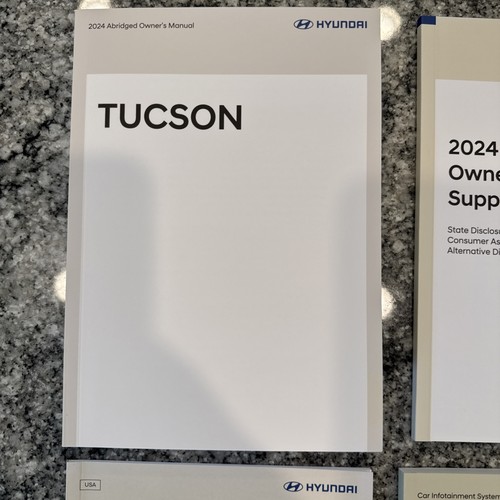 2024 Abridged Owner's Manual
HYUNDAI
TUCSON
2024
Owne
Supp
State Disclosu
Consumer As
Alternative Di
USA
HYUNDAI
Car Infotainment System